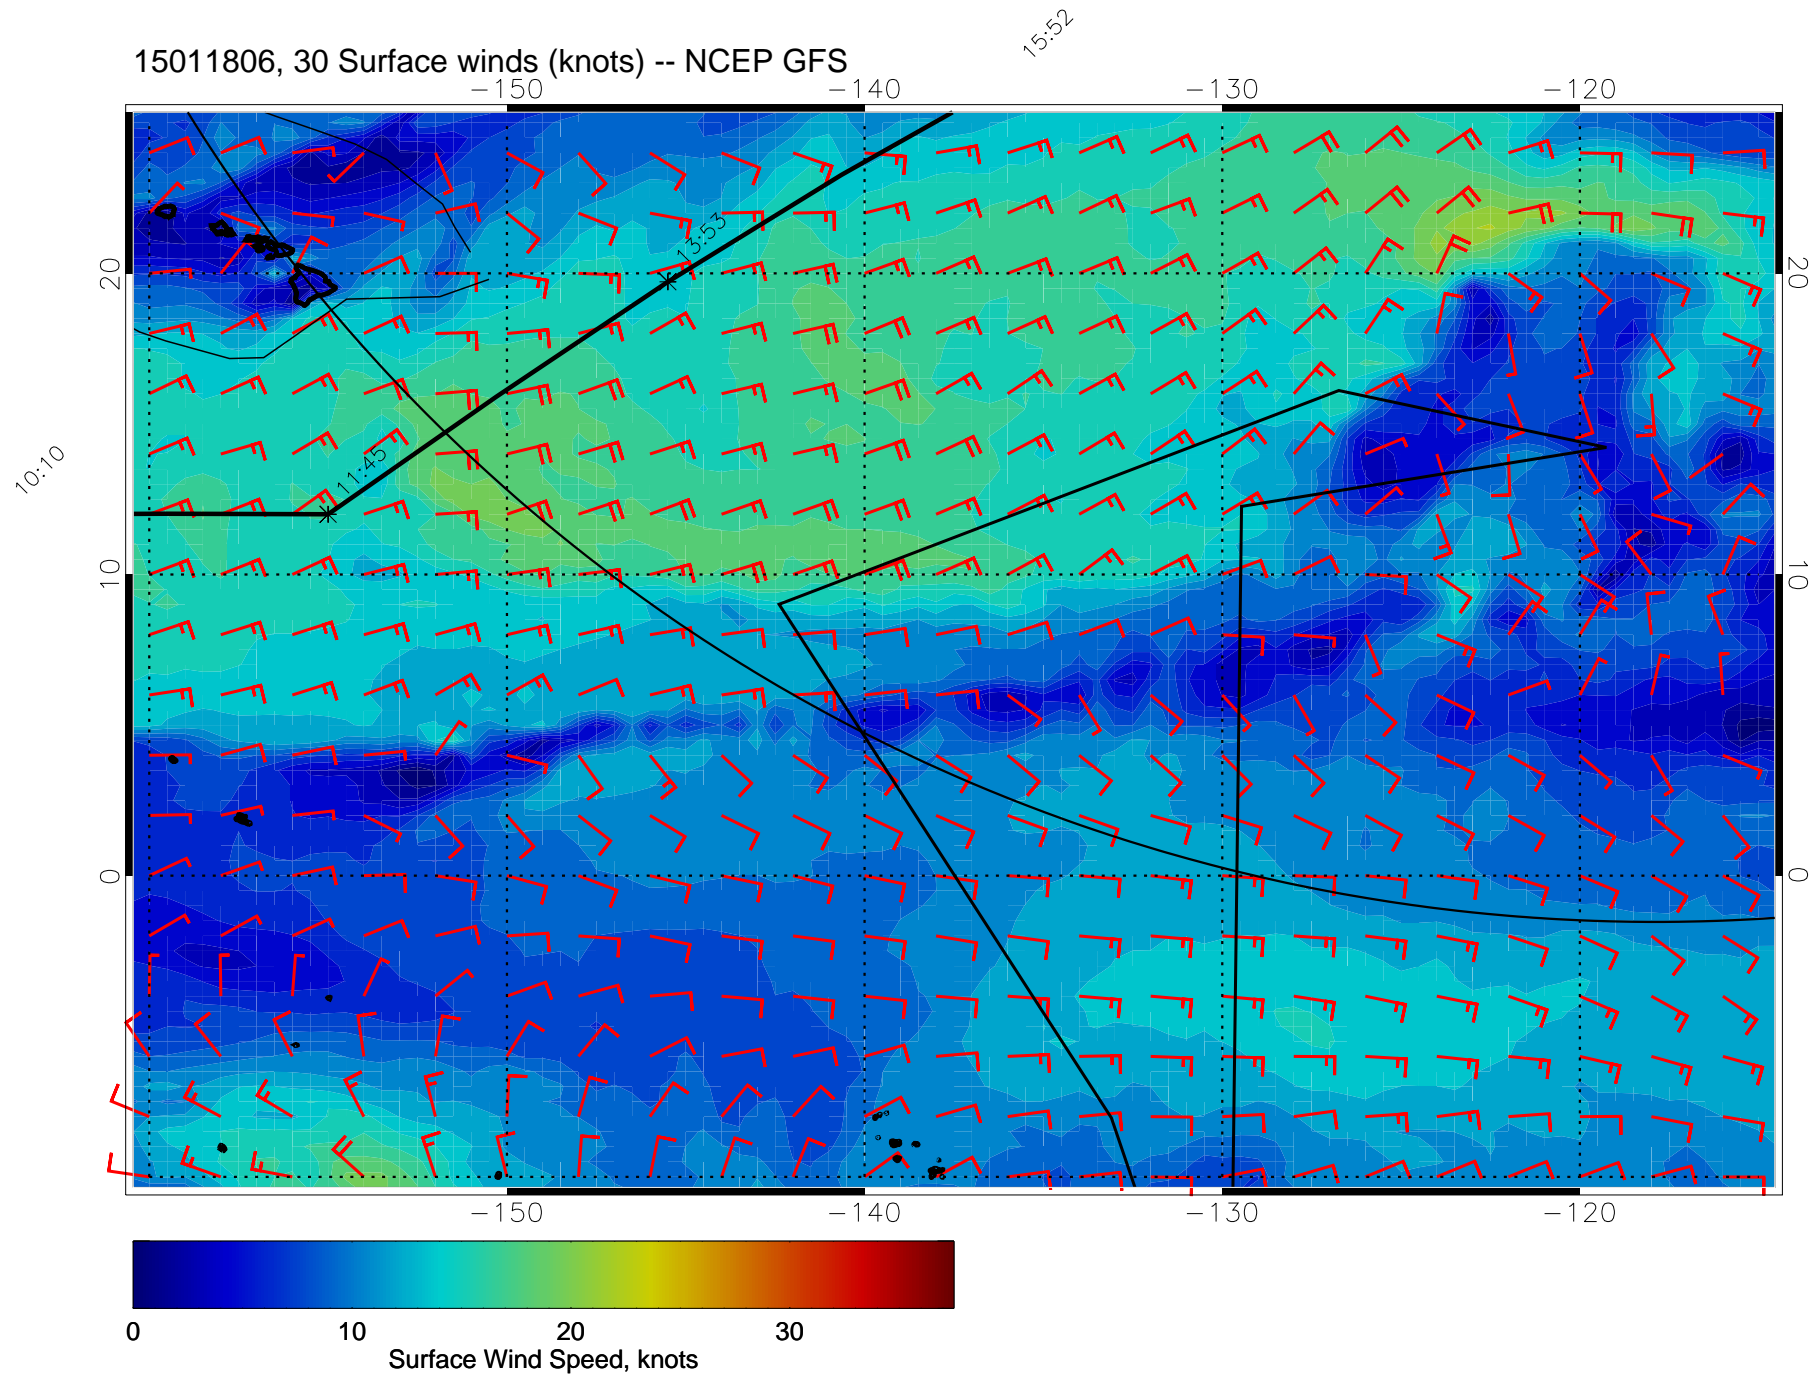 15:52
15011806, 30 Surface winds (knots) -- NCEP GFS
-150 -140 -130 -120
13:53
20 20
10:10
11:45
10 10
0 0
-150 -140 -130 -120
0 10 20 30
Surface Wind Speed, knots